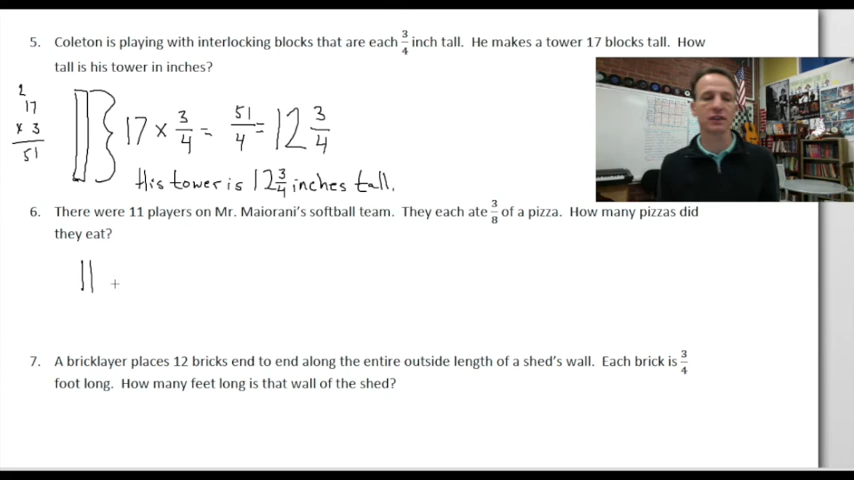 5. Coleton is playing with interlocking blocks that are each 3/4 inch tall. He makes a tower 17 blocks tall. How
tall is his tower in inches?
2
17
x 3
51
17 × 3/4 = 51/4 = 12 3/4
His tower is 12 3/4 inches tall.
6. There were 11 players on Mr. Maiorani's softball team. They each ate 3/8 of a pizza. How many pizzas did
they eat?
11
7. A bricklayer places 12 bricks end to end along the entire outside length of a shed's wall. Each brick is 3/4
foot long. How many feet long is that wall of the shed?